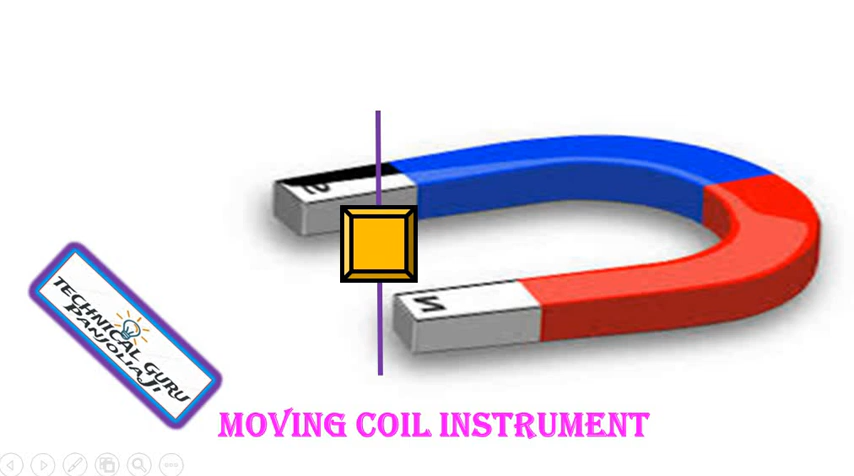 S
N
TECHNICAL GURU
PANJOLIAJI
MOVING COIL INSTRUMENT